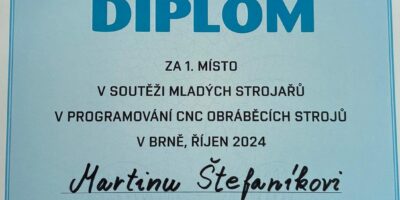 DIPLOM
ZA 1. MÍSTO
V SOUTĚŽI MLADÝCH STROJAŘŮ
V PROGRAMOVÁNÍ CNC OBRÁBĚCÍCH STROJŮ
V BRNĚ, ŘÍJEN 2024
Martinu Štefaníkovi